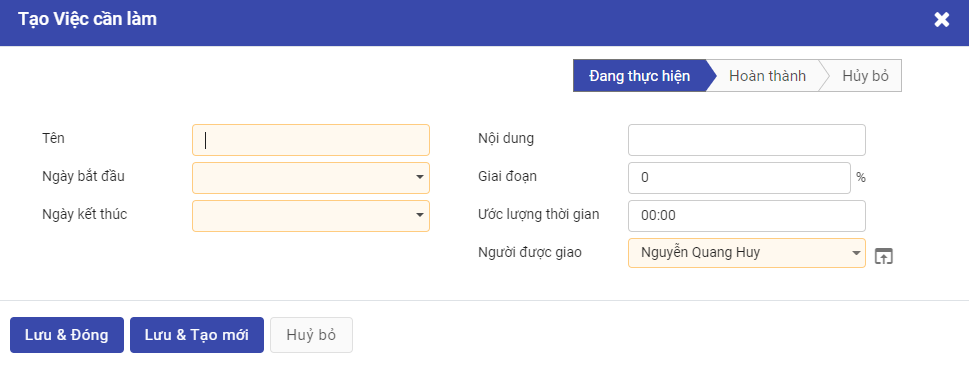 Tạo Việc cần làm
Đang thực hiện Hoàn thành Hủy bỏ
Tên Nội dung
Ngày bắt đầu Giai đoạn 0 %
Ngày kết thúc Ước lượng thời gian 00:00
Người được giao Nguyễn Quang Huy
Lưu & Đóng Lưu & Tạo mới Huỷ bỏ